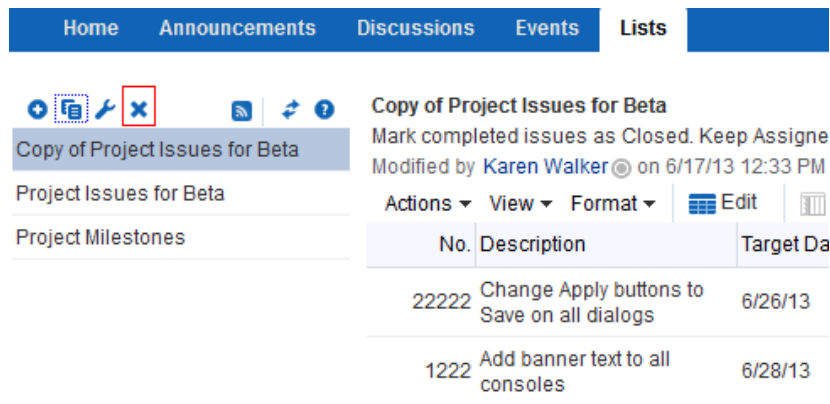 Home Announcements Discussions Events Lists
Copy of Project Issues for Beta
Project Issues for Beta
Project Milestones
Copy of Project Issues for Beta
Mark completed issues as Closed. Keep Assigne
Modified by Karen Walker on 6/17/13 12:33 PM
Actions View Format Edit
No. Description Target Da
22222 Change Apply buttons to Save on all dialogs 6/26/13
1222 Add banner text to all consoles 6/28/13